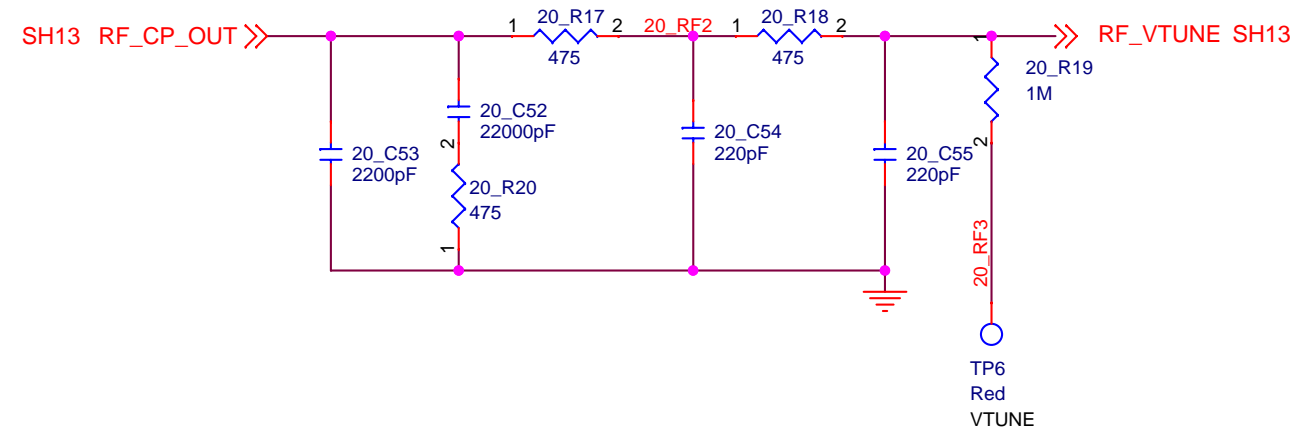 SH13 RF_CP_OUT
1
20_R17
2
475
20_RF2
1
20_R18
2
475
RF_VTUNE SH13
1
20_R19
1M
2
20_C53
2200pF
20_C52
22000pF
2
20_R20
475
1
20_C54
220pF
20_C55
220pF
20_RF3
TP6
Red
VTUNE